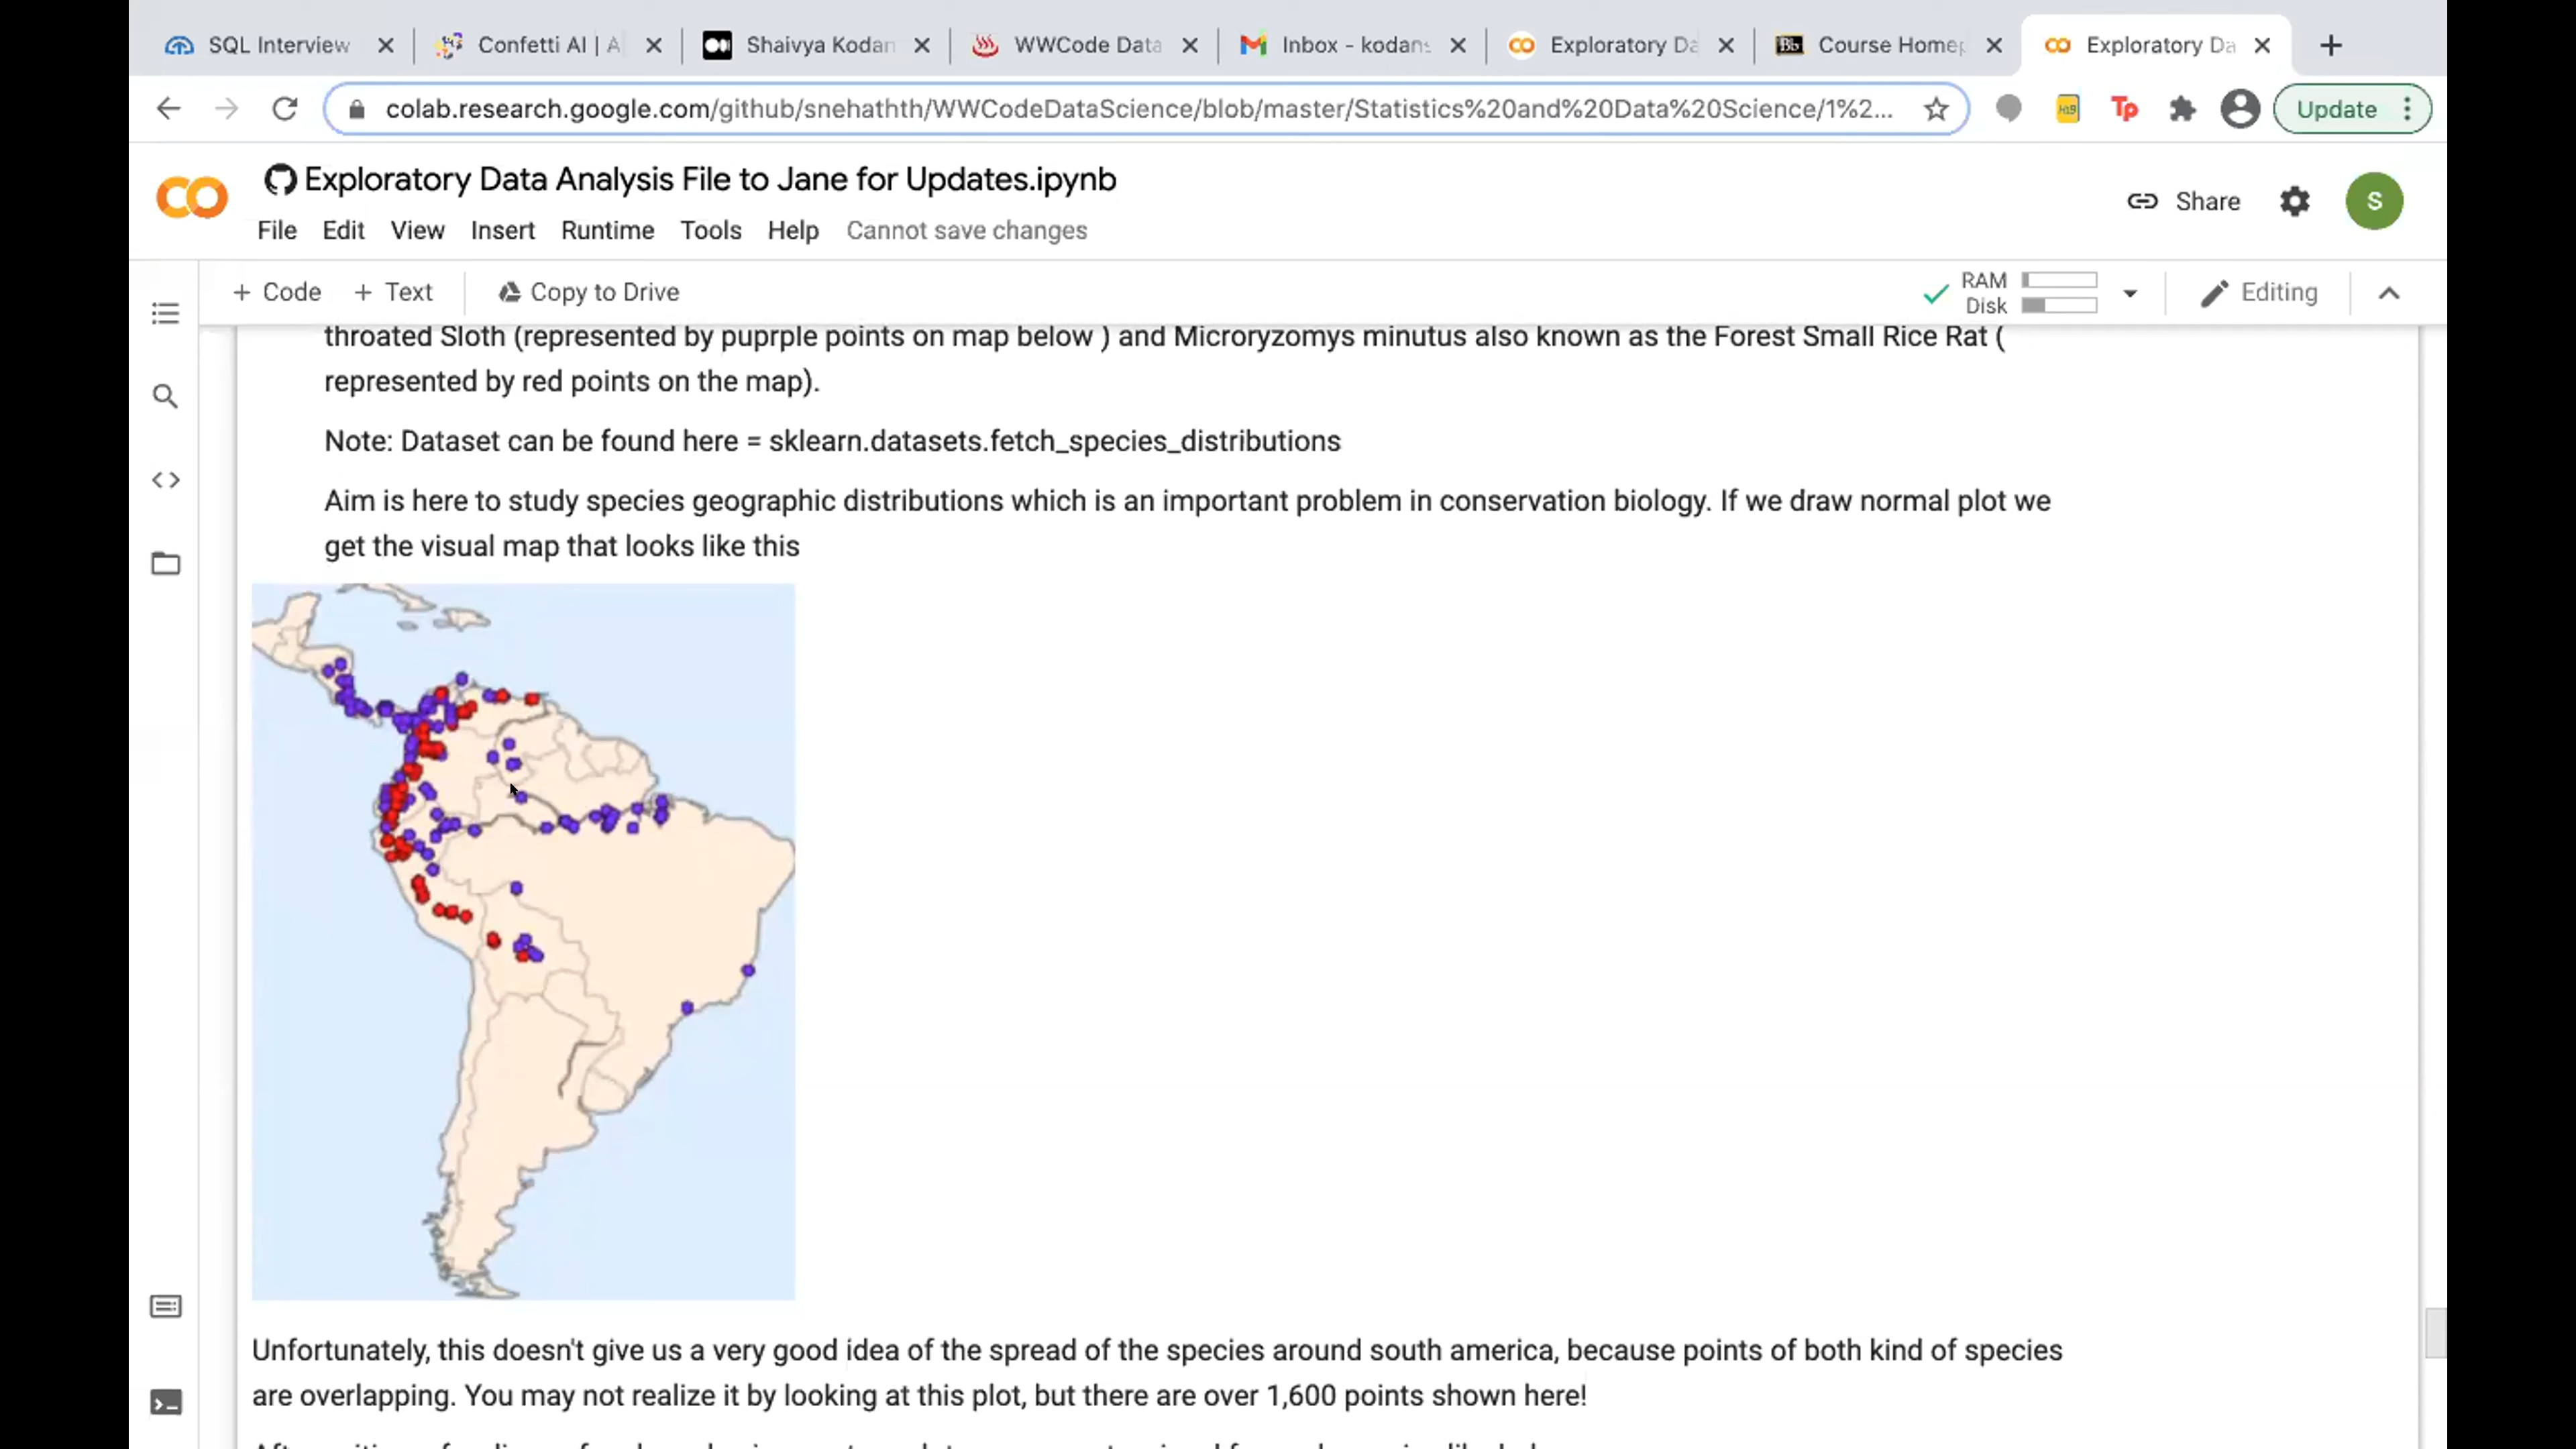 SQL Interview
Confetti AI | A
Shaivya Kodan
WWCode Data
Inbox - kodans
Exploratory Da
Course Homep
Exploratory Da
colab.research.google.com/github/snehathth/WWCodeDataScience/blob/master/Statistics%20and%20Data%20Science/1%2...
H19
Tp
Update
Exploratory Data Analysis File to Jane for Updates.ipynb
File Edit View Insert Runtime Tools Help Cannot save changes
Share
S
+ Code + Text Copy to Drive
RAM
Disk
Editing
throated Sloth (represented by puprple points on map below ) and Microryzomys minutus also known as the Forest Small Rice Rat (
represented by red points on the map).
Note: Dataset can be found here = sklearn.datasets.fetch_species_distributions
Aim is here to study species geographic distributions which is an important problem in conservation biology. If we draw normal plot we
get the visual map that looks like this
Unfortunately, this doesn't give us a very good idea of the spread of the species around south america, because points of both kind of species
are overlapping. You may not realize it by looking at this plot, but there are over 1,600 points shown here!